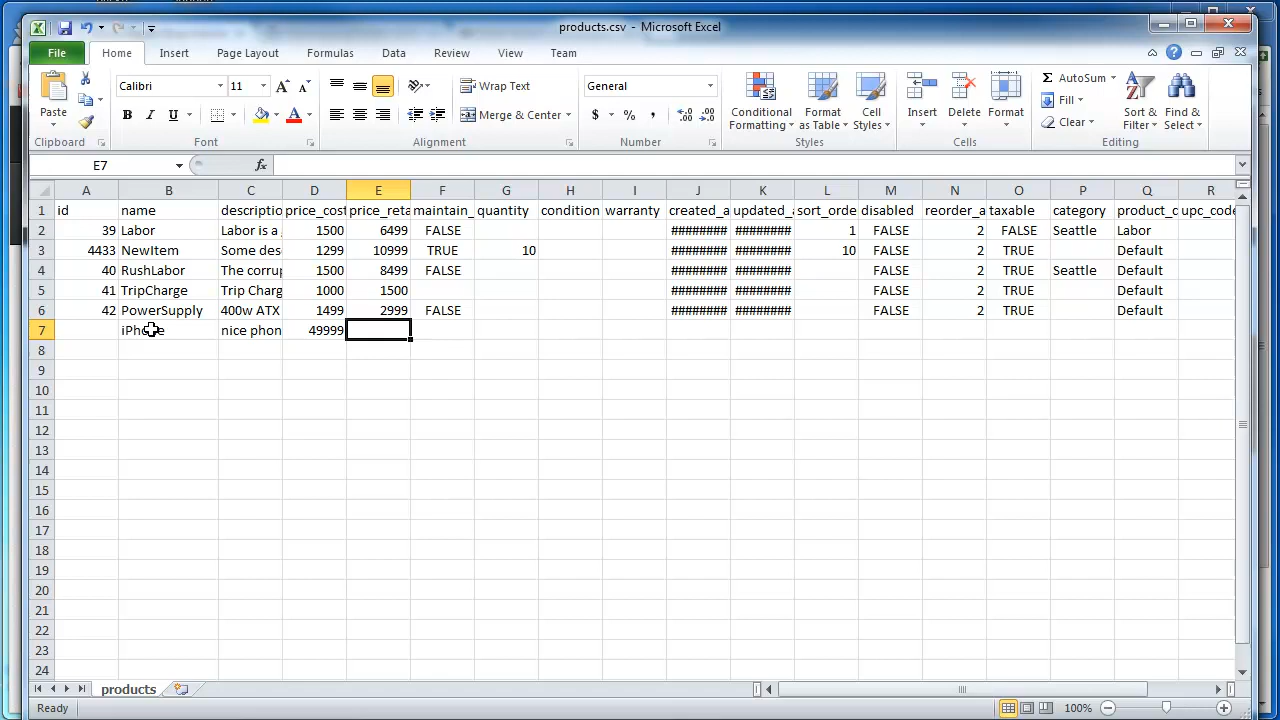 products.csv - Microsoft Excel
File Home Insert Page Layout Formulas Data Review View Team
Calibri 11 Wrap Text General AutoSum
Paste B I U Merge & Center $ % , Conditional Formatting Format as Table Cell Styles Insert Delete Format Fill Clear Sort & Filter Find & Select
Clipboard Font Alignment Number Styles Cells Editing
E7 fx
A B C D E F G H I J K L M N O P Q R
1 id name descriptio price_cost price_reta maintain_ quantity condition warranty created_a updated_a sort_orde disabled reorder_a taxable category product_c upc_code
2 39 Labor Labor is a 1500 6499 FALSE ######## ######## 1 FALSE 2 FALSE Seattle Labor
3 4433 NewItem Some des 1299 10999 TRUE 10 ######## ######## 10 FALSE 2 TRUE Default
4 40 RushLabor The corrup 1500 8499 FALSE ######## ######## FALSE 2 TRUE Seattle Default
5 41 TripCharge Trip Charg 1000 1500 ######## ######## FALSE 2 TRUE Default
6 42 PowerSupply 400w ATX 1499 2999 FALSE ######## ######## FALSE 2 TRUE Default
7 iPhone nice phon 49999
8
9
10
11
12
13
14
15
16
17
18
19
20
21
22
23
24
products
Ready 100%